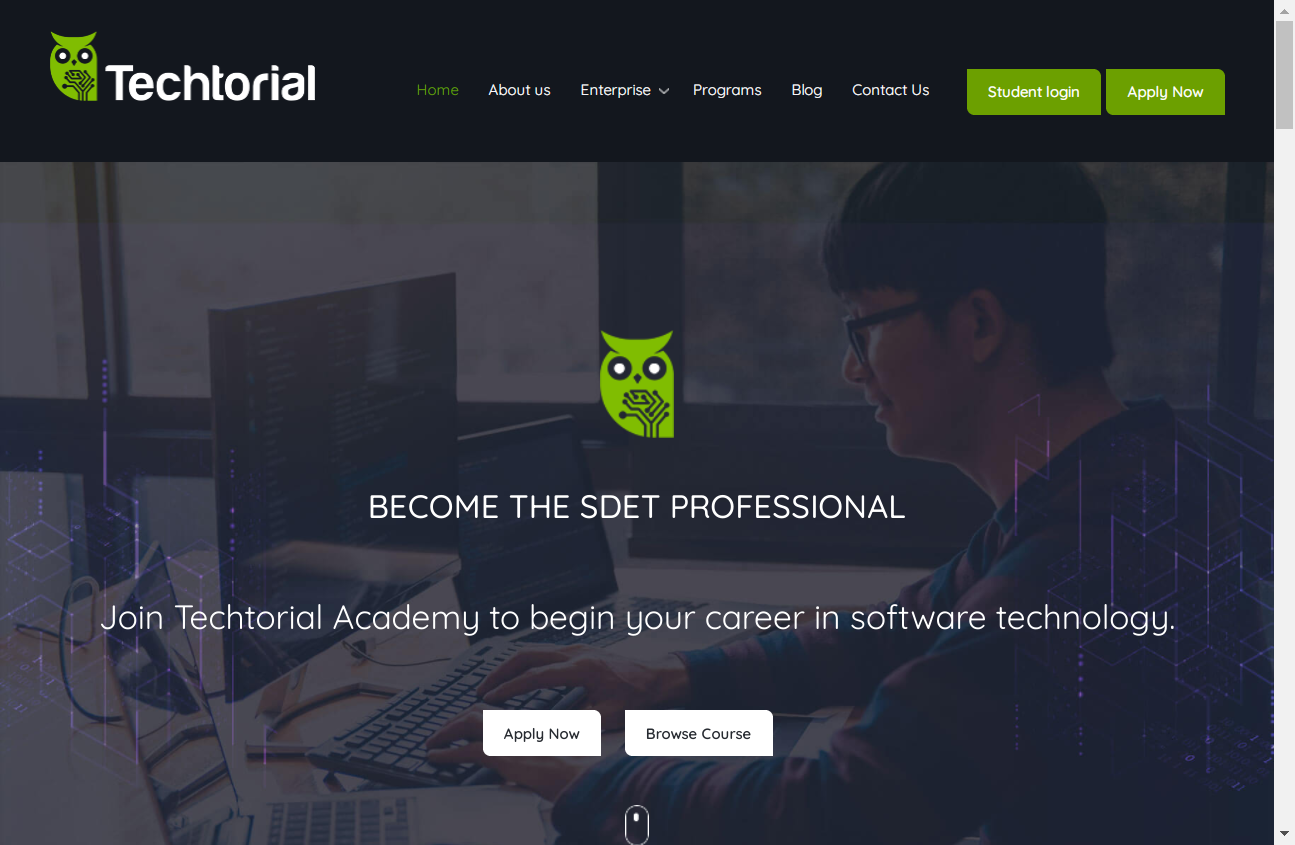 Techtorial
Home About us Enterprise Programs Blog Contact Us Student login Apply Now
BECOME THE SDET PROFESSIONAL
Join Techtorial Academy to begin your career in software technology.
Apply Now Browse Course